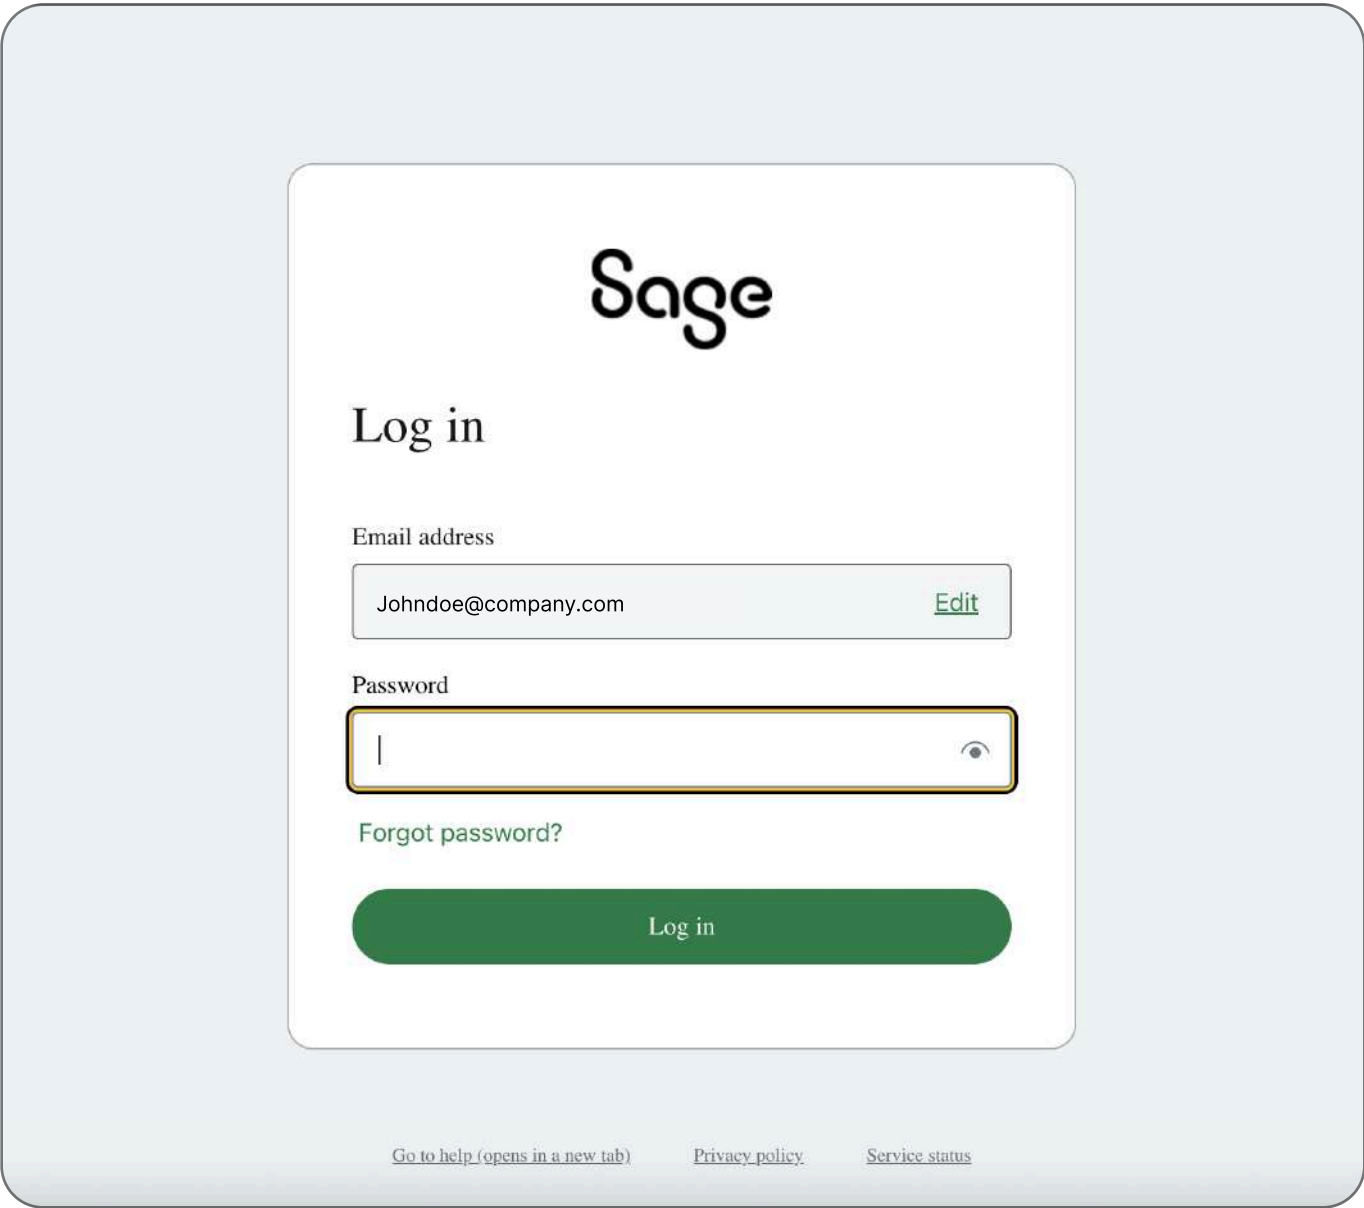 Sage
Log in
Email address
Johndoe@company.com Edit
Password
Forgot password?
Log in
Go to help (opens in a new tab) Privacy policy Service status